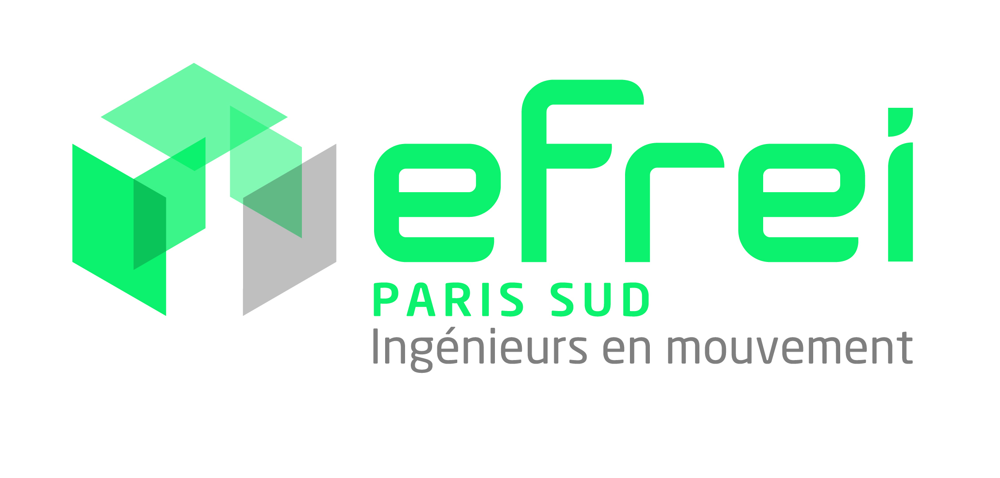 efrei
PARIS SUD
Ingénieurs en mouvement